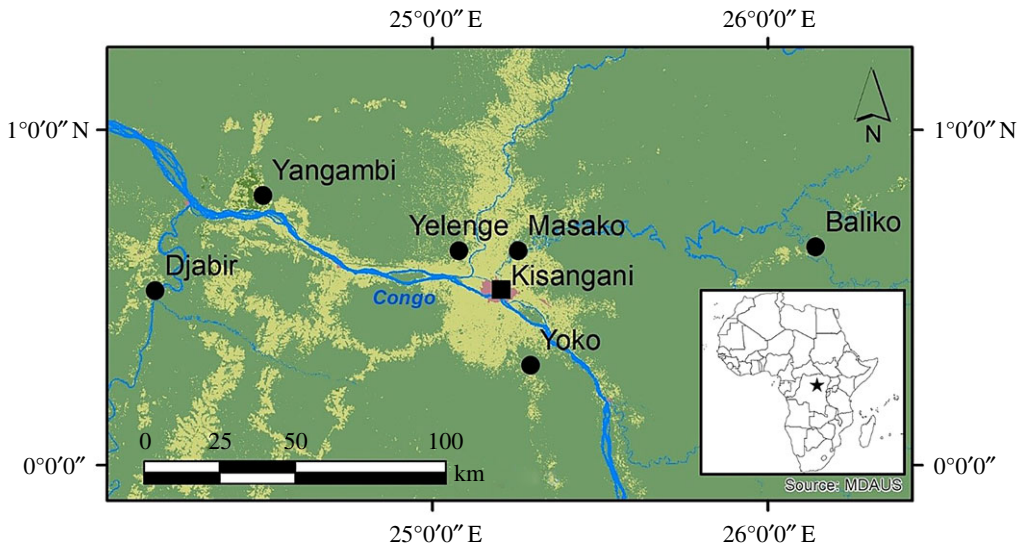 25°0′0″ E 26°0′0″ E
1°0′0″ N 1°0′0″ N
N
Yangambi
Yelenge Masako Baliko
Djabir Kisangani
Congo
Yoko
0 25 50 100
km
0°0′0″ 0°0′0″
Source: MDAUS
25°0′0″ E 26°0′0″ E